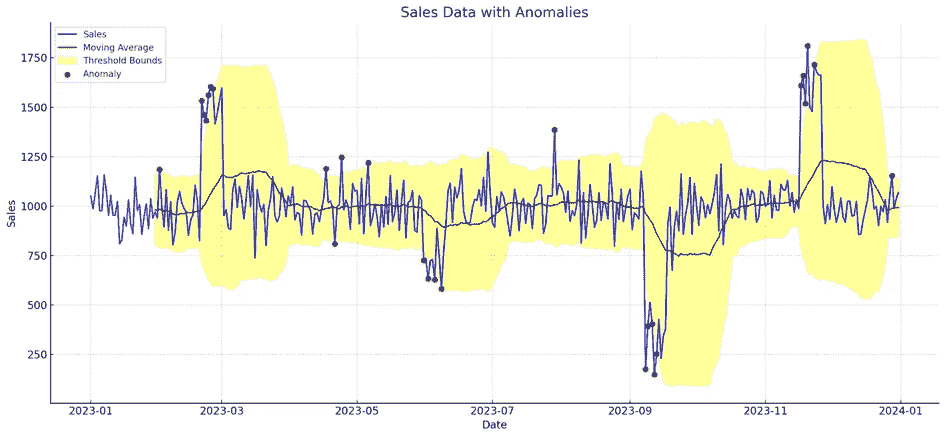 Sales Data with Anomalies
Sales
Moving Average
Threshold Bounds
Anomaly
1750
1500
1250
1000
750
500
250
Sales
2023-01 2023-03 2023-05 2023-07 2023-09 2023-11 2024-01
Date